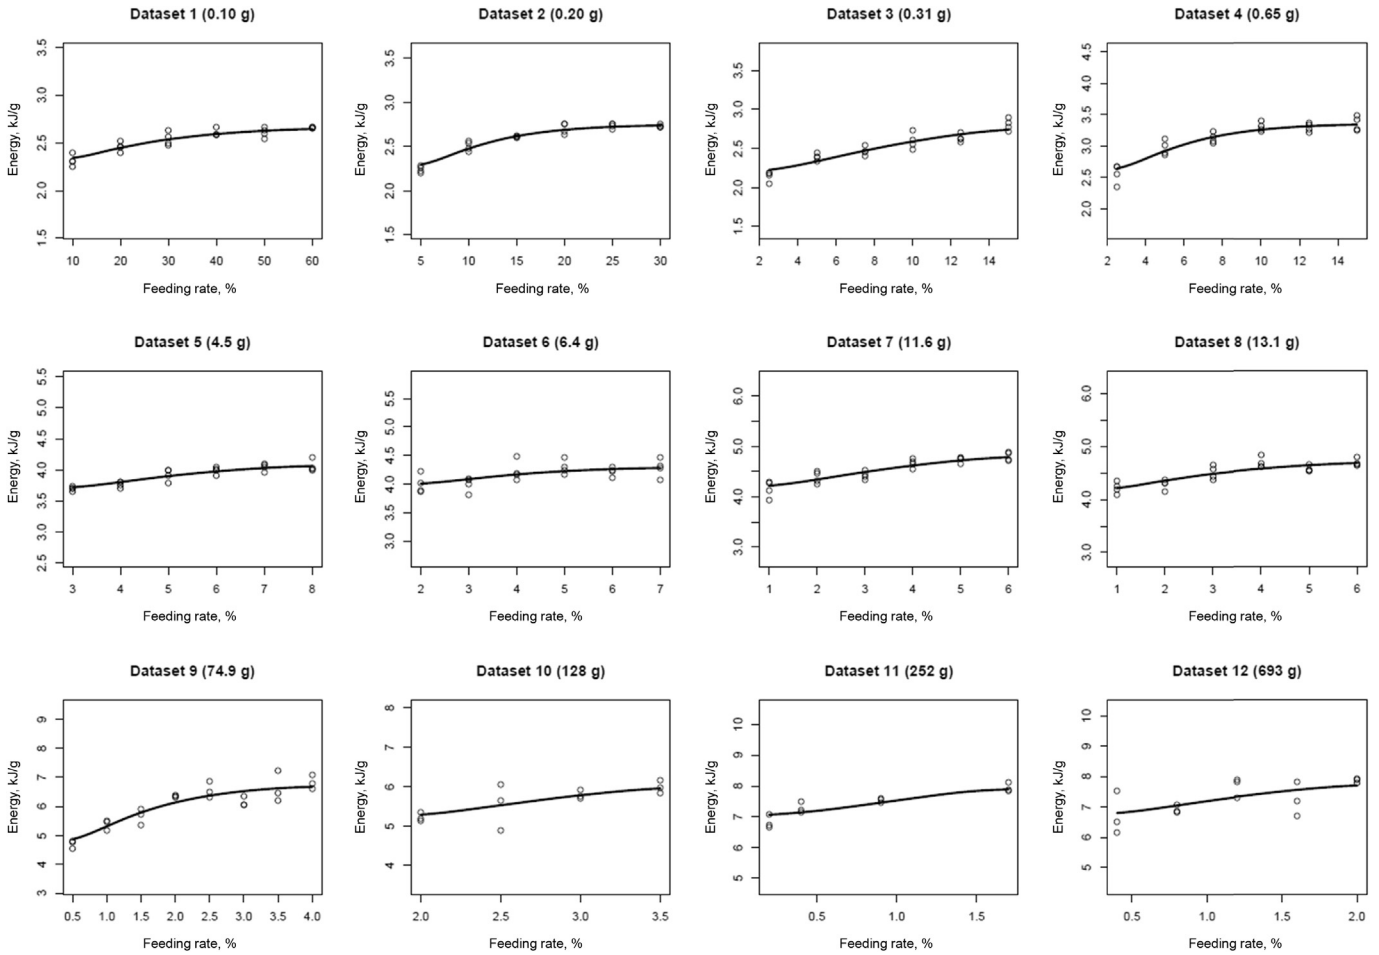 Dataset 1 (0.10 g)
Dataset 2 (0.20 g)
Dataset 3 (0.31 g)
Dataset 4 (0.65 g)
Energy, kJ/g
3.5
3.0
2.5
2.0
1.5
10 20 30 40 50 60
Feeding rate, %
Energy, kJ/g
3.5
3.0
2.5
2.0
1.5
5 10 15 20 25 30
Feeding rate, %
Energy, kJ/g
3.5
3.0
2.5
2.0
1.5
2 4 6 8 10 12 14
Feeding rate, %
Energy, kJ/g
4.5
4.0
3.5
3.0
2.5
2.0
2 4 6 8 10 12 14
Feeding rate, %
Dataset 5 (4.5 g)
Dataset 6 (6.4 g)
Dataset 7 (11.6 g)
Dataset 8 (13.1 g)
Energy, kJ/g
5.5
5.0
4.5
4.0
3.5
3.0
2.5
3 4 5 6 7 8
Feeding rate, %
Energy, kJ/g
5.5
5.0
4.5
4.0
3.5
3.0
2 3 4 5 6 7
Feeding rate, %
Energy, kJ/g
6.0
5.0
4.0
3.0
1 2 3 4 5 6
Feeding rate, %
Energy, kJ/g
6.0
5.0
4.0
3.0
1 2 3 4 5 6
Feeding rate, %
Dataset 9 (74.9 g)
Dataset 10 (128 g)
Dataset 11 (252 g)
Dataset 12 (693 g)
Energy, kJ/g
9
8
7
6
5
4
3
0.5 1.0 1.5 2.0 2.5 3.0 3.5 4.0
Feeding rate, %
Energy, kJ/g
8
7
6
5
4
2.0 2.5 3.0 3.5
Feeding rate, %
Energy, kJ/g
10
9
8
7
6
5
0.5 1.0 1.5
Feeding rate, %
Energy, kJ/g
10
9
8
7
6
5
0.5 1.0 1.5 2.0
Feeding rate, %